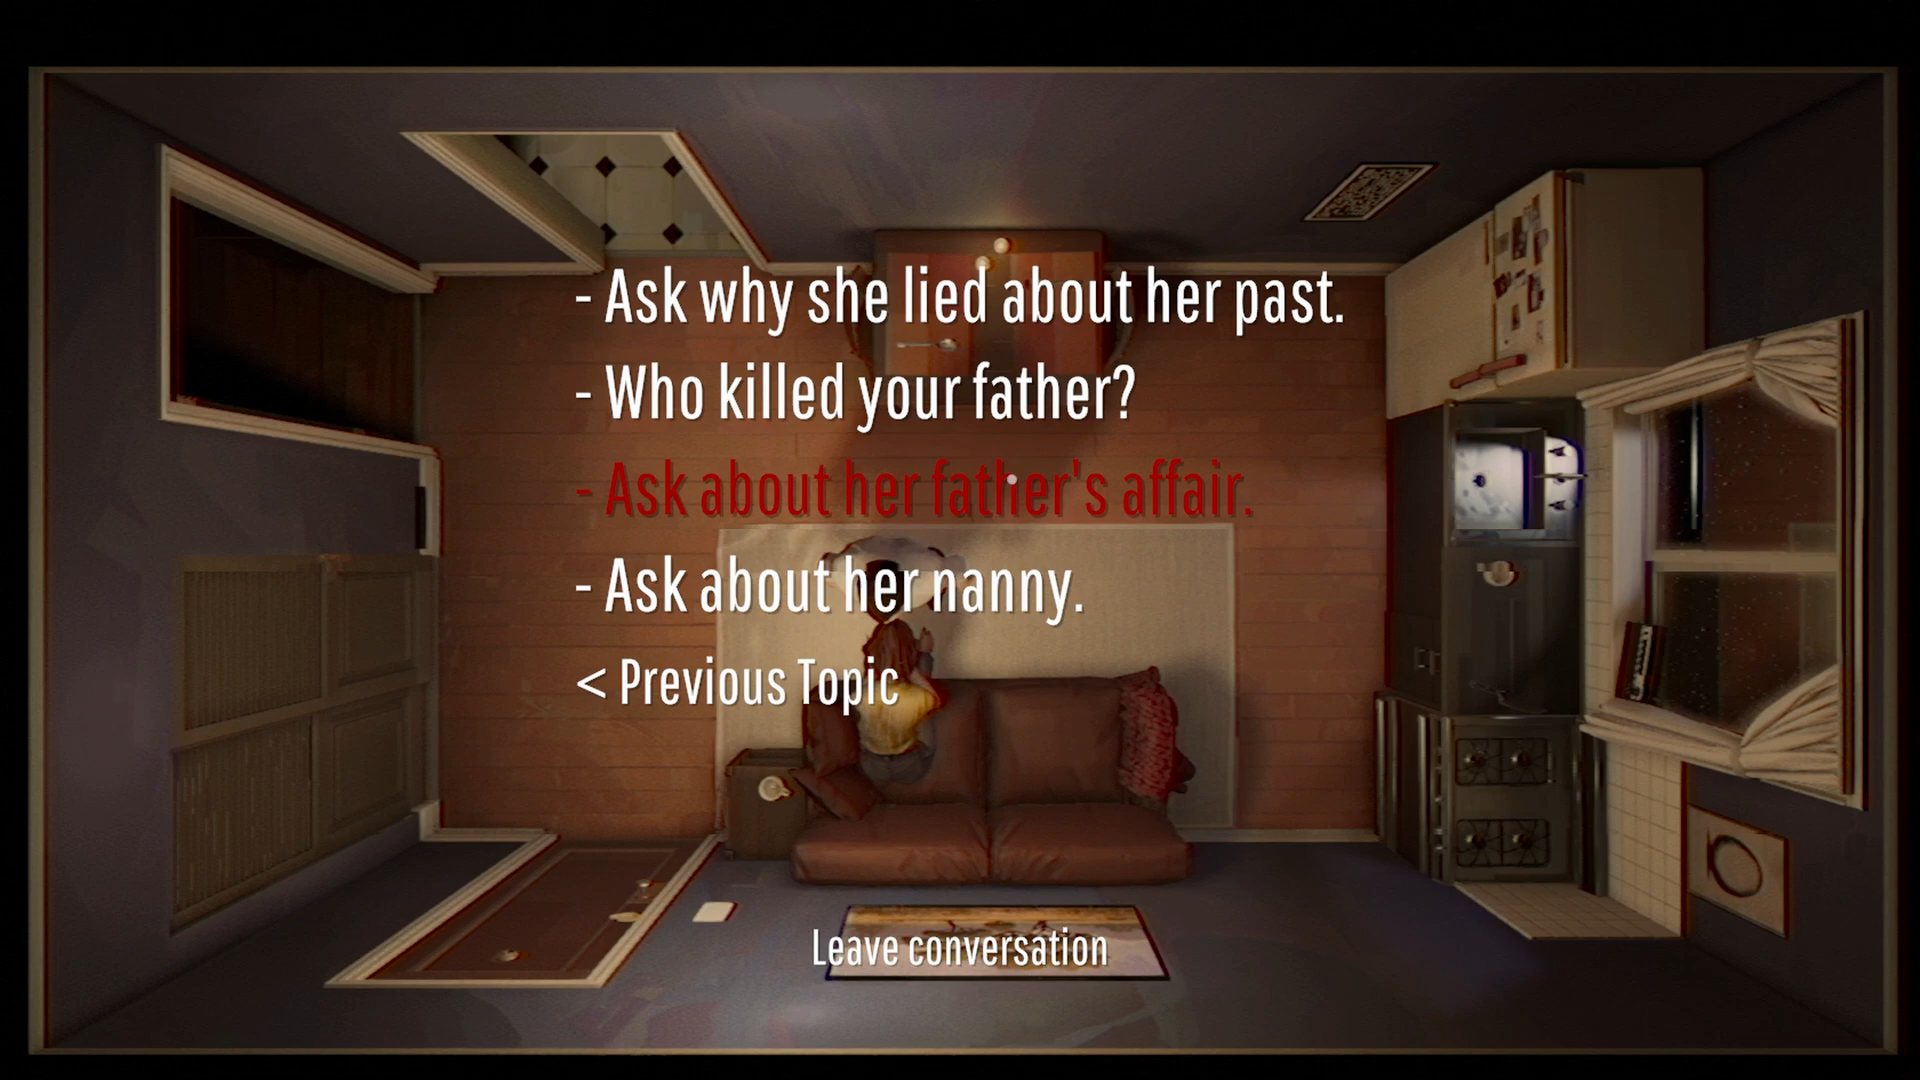 - Ask why she lied about her past.
- Who killed your father?
- Ask about her father's affair.
- Ask about her nanny.
< Previous Topic
Leave conversation